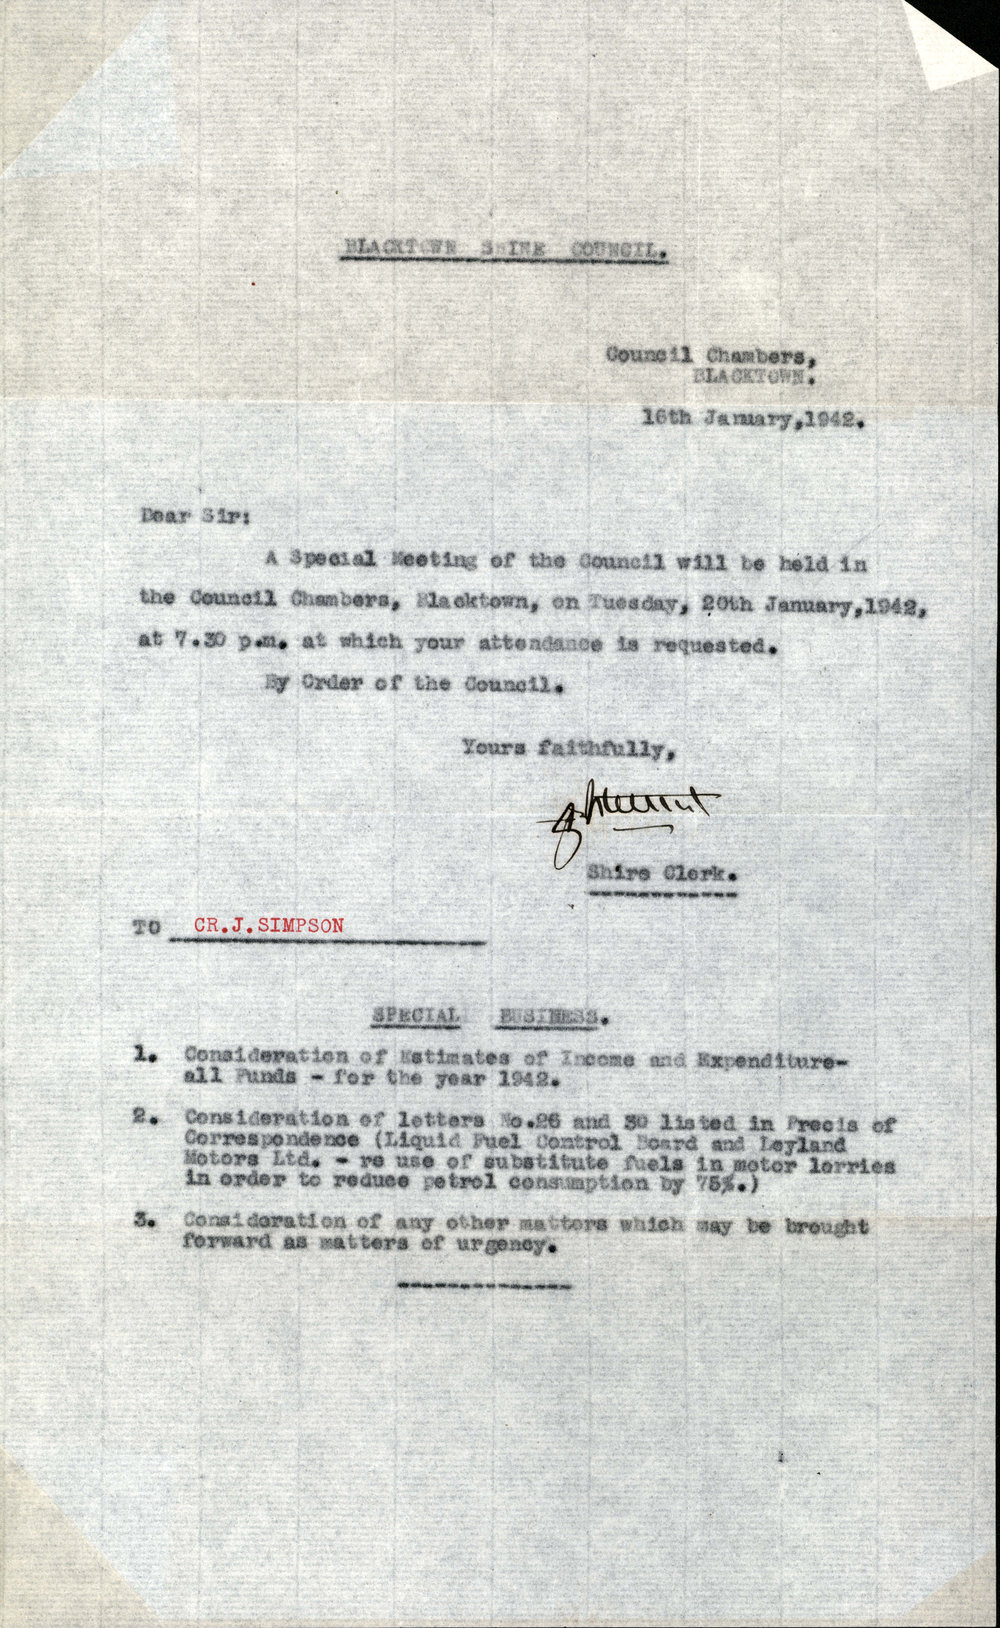 BLACKTOWN SHIRE COUNCIL.
Council Chambers,
BLACKTOWN.
16th January,1942.
Dear Sir:
A Special Meeting of the Council will be held in
the Council Chambers, Blacktown, on Tuesday, 20th January,1942,
at 7.30 p.m. at which your attendance is requested.
By Order of the Council.
Yours faithfully,
Shire Clerk.
TO CR.J.SIMPSON
SPECIAL BUSINESS.
1. Consideration of Estimates of Income and Expenditure-
all Funds - for the year 1942.
2. Consideration of letters No.26 and 30 listed in Precis of
Correspondence (Liquid Fuel Control Board and Leyland
Motors Ltd. - re use of substitute fuels in motor lorries
in order to reduce petrol consumption by 75%.)
3. Consideration of any other matters which may be brought
forward as matters of urgency.